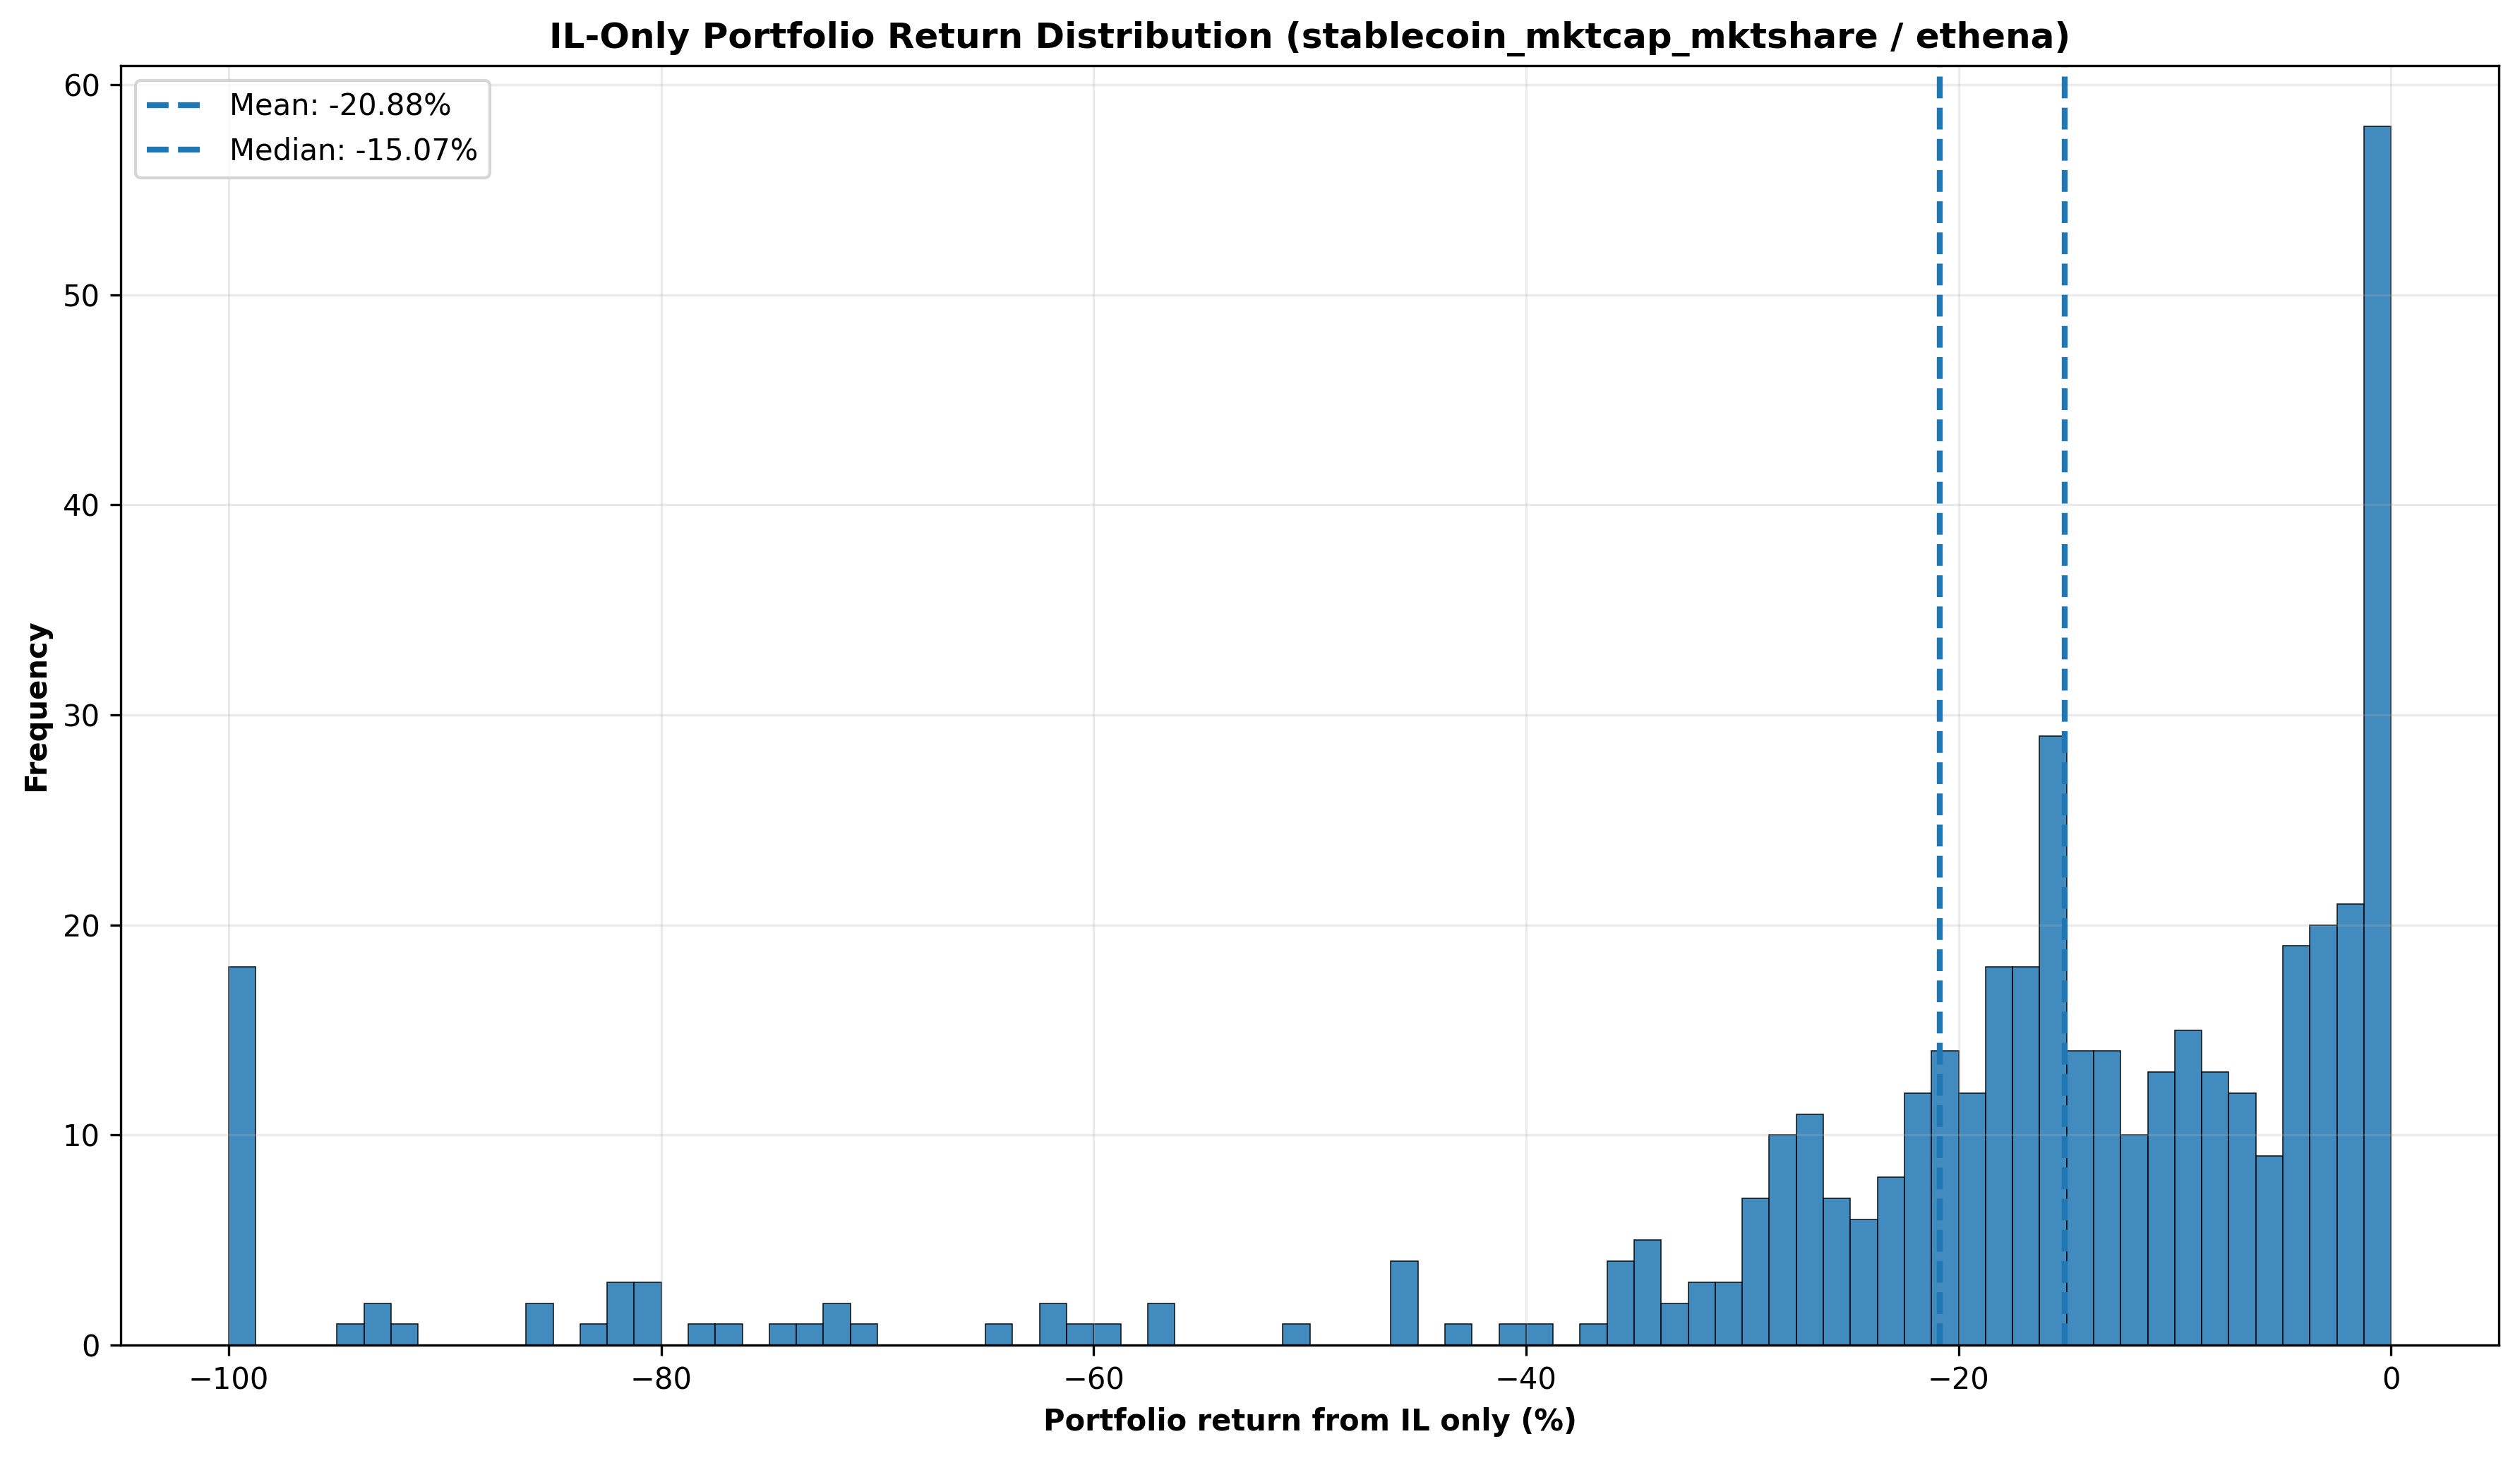 IL-Only Portfolio Return Distribution (stablecoin_mktcap_mktshare / ethena)
Mean: -20.88%
Median: -15.07%
60
50
40
30
20
10
0
Frequency
−100
−80
−60
−40
−20
0
Portfolio return from IL only (%)